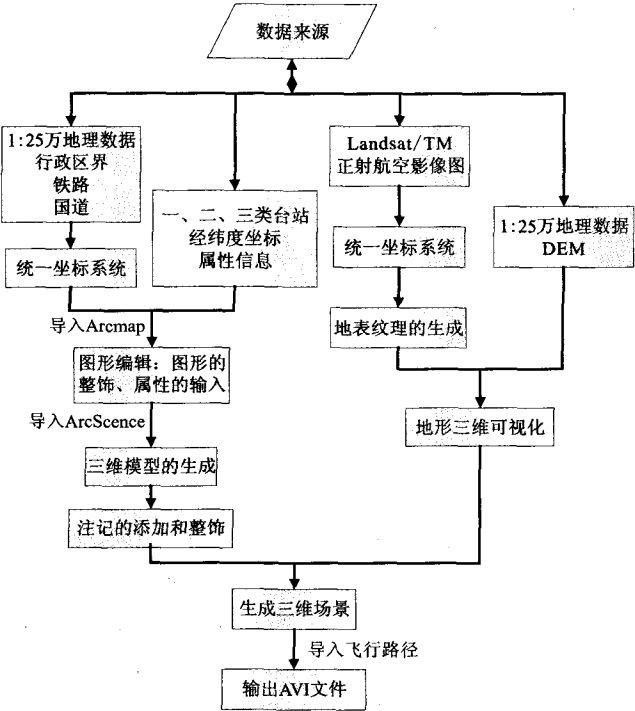 数据来源
1:25万地理数据
行政区界
铁路
国道
一、二、三类台站
经纬度坐标
属性信息
Landsat/TM
正射航空影像图
1:25万地理数据
DEM
统一坐标系统
统一坐标系统
导入Arcmap
地表纹理的生成
图形编辑：图形的
整饰、属性的输入
导入ArcScence
地形三维可视化
三维模型的生成
注记的添加和整饰
生成三维场景
导入飞行路径
输出AVI文件